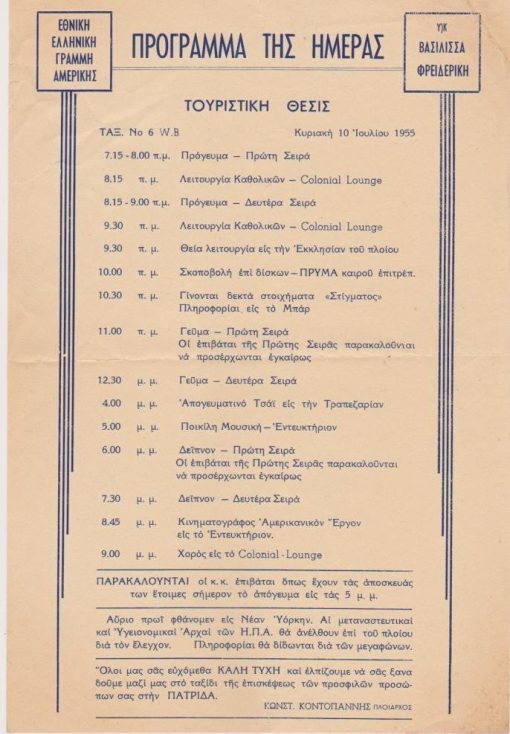 ΕΘΝΙΚΗ
ΕΛΛΗΝΙΚΗ
ΓΡΑΜΜΗ
ΑΜΕΡΙΚΗΣ
ΠΡΟΓΡΑΜΜΑ ΤΗΣ ΗΜΕΡΑΣ
ΥΚ
ΒΑΣΙΛΙΣΣΑ
ΦΡΕΙΔΕΡΙΚΗ
ΤΟΥΡΙΣΤΙΚΗ ΘΕΣΙΣ
ΤΑΞ. Νο 6 W.B Κυριακή 10 Ἰουλίου 1955
7.15 - 8.00 π.μ. Πρόγευμα – Πρώτη Σειρά
8.15 π. μ. Λειτουργία Καθολικῶν – Colonial Lounge
8.15 - 9.00 π.μ. Πρόγευμα – Δευτέρα Σειρά
9.30 π. μ. Λειτουργία Καθολικῶν – Colonial Lounge
9.30 π. μ. Θεία λειτουργία εἰς τὴν Ἐκκλησίαν τοῦ πλοίου
10.00 π. μ. Σκοποβολή ἐπὶ δίσκων – ΠΡΥΜΑ καιροῦ ἐπιτρέπ.
10.30 π. μ. Γίνονται δεκτά στοιχήματα «Στίγματος»
Πληροφορίαι εἰς τὸ Μπάρ
11.00 π. μ. Γεῦμα – Πρώτη Σειρά
Οἱ ἐπιβάται τῆς Πρώτης Σειρᾶς παρακαλοῦνται
νά προσέρχωνται ἐγκαίρως
12.30 μ. μ. Γεῦμα – Δευτέρα Σειρά
4.00 μ. μ. Ἀπογευματινό Τσάϊ εἰς τὴν Τραπεζαρίαν
5.00 μ. μ. Ποικίλη Μουσική – Ἐντευκτήριον
6.00 μ. μ. Δεῖπνον – Πρώτη Σειρά
Οἱ ἐπιβάται τῆς Πρώτης Σειρᾶς παρακαλοῦνται
νά προσέρχωνται ἐγκαίρως
7.30 μ. μ. Δεῖπνον – Δευτέρα Σειρά
8.45 μ. μ. Κινηματογράφος Ἀμερικανικόν Ἔργον
εἰς τὸ Ἐντευκτήριον.
9.00 μ. μ. Χορός εἰς τό Colonial - Lounge
ΠΑΡΑΚΑΛΟΥΝΤΑΙ οἱ κ.κ. ἐπιβάται ὅπως ἔχουν τάς ἀποσκευάς
των ἕτοιμες σήμερον τό ἀπόγευμα εἰς τάς 5 μ. μ.
Αὔριο πρωΐ φθάνομεν εἰς Νέαν Ὑόρκην. Αἱ μεταναστευτικαί
καί Ὑγειονομικαί Ἀρχαί τῶν Η.Π.Α. θά ἀνέλθουν ἐπί τοῦ πλοίου
διά τόν ἔλεγχον. Πληροφορίαι θά δίδωνται διά τῶν μεγαφώνων.
Ὅλοι μας σᾶς εὐχόμεθα ΚΑΛΗ ΤΥΧΗ καί ἐλπίζουμε νά σᾶς ξανα
δοῦμε μαζί μας στό ταξίδι τῆς ἐπισκέψεως τῶν προσφιλῶν προσώ-
πων σας στήν ΠΑΤΡΙΔΑ.
ΚΩΝΣΤ. ΚΟΝΤΟΓΙΑΝΝΗΣ ΠΛΟΙΑΡΧΟΣ